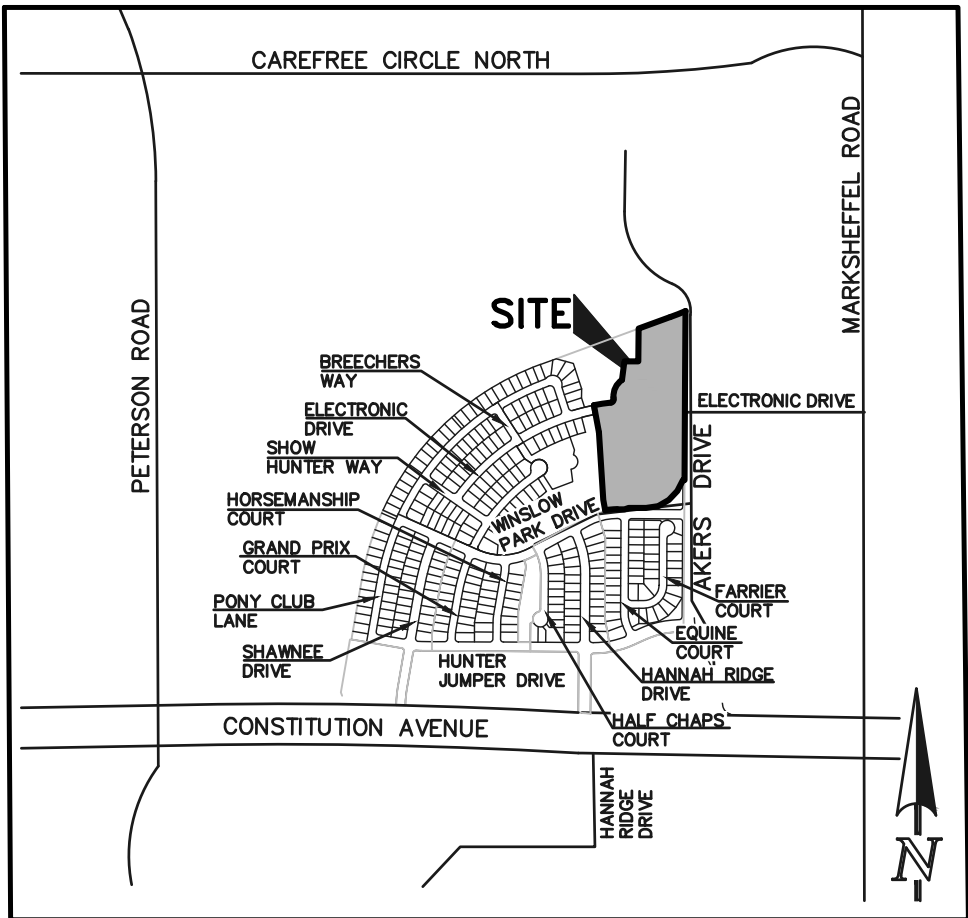 CAREFREE CIRCLE NORTH
MARKSHEFFEL ROAD
PETERSON ROAD
SITE
BREECHERS
WAY
ELECTRONIC
DRIVE
ELECTRONIC DRIVE
SHOW
HUNTER WAY
AKERS DRIVE
HORSEMANSHIP
COURT
WINSLOW
PARK DRIVE
GRAND PRIX
COURT
PONY CLUB
LANE
FARRIER
COURT
SHAWNEE
DRIVE
EQUINE
COURT
HUNTER
JUMPER DRIVE
HANNAH RIDGE
DRIVE
HALF CHAPS
COURT
CONSTITUTION AVENUE
HANNAH
RIDGE
DRIVE
N